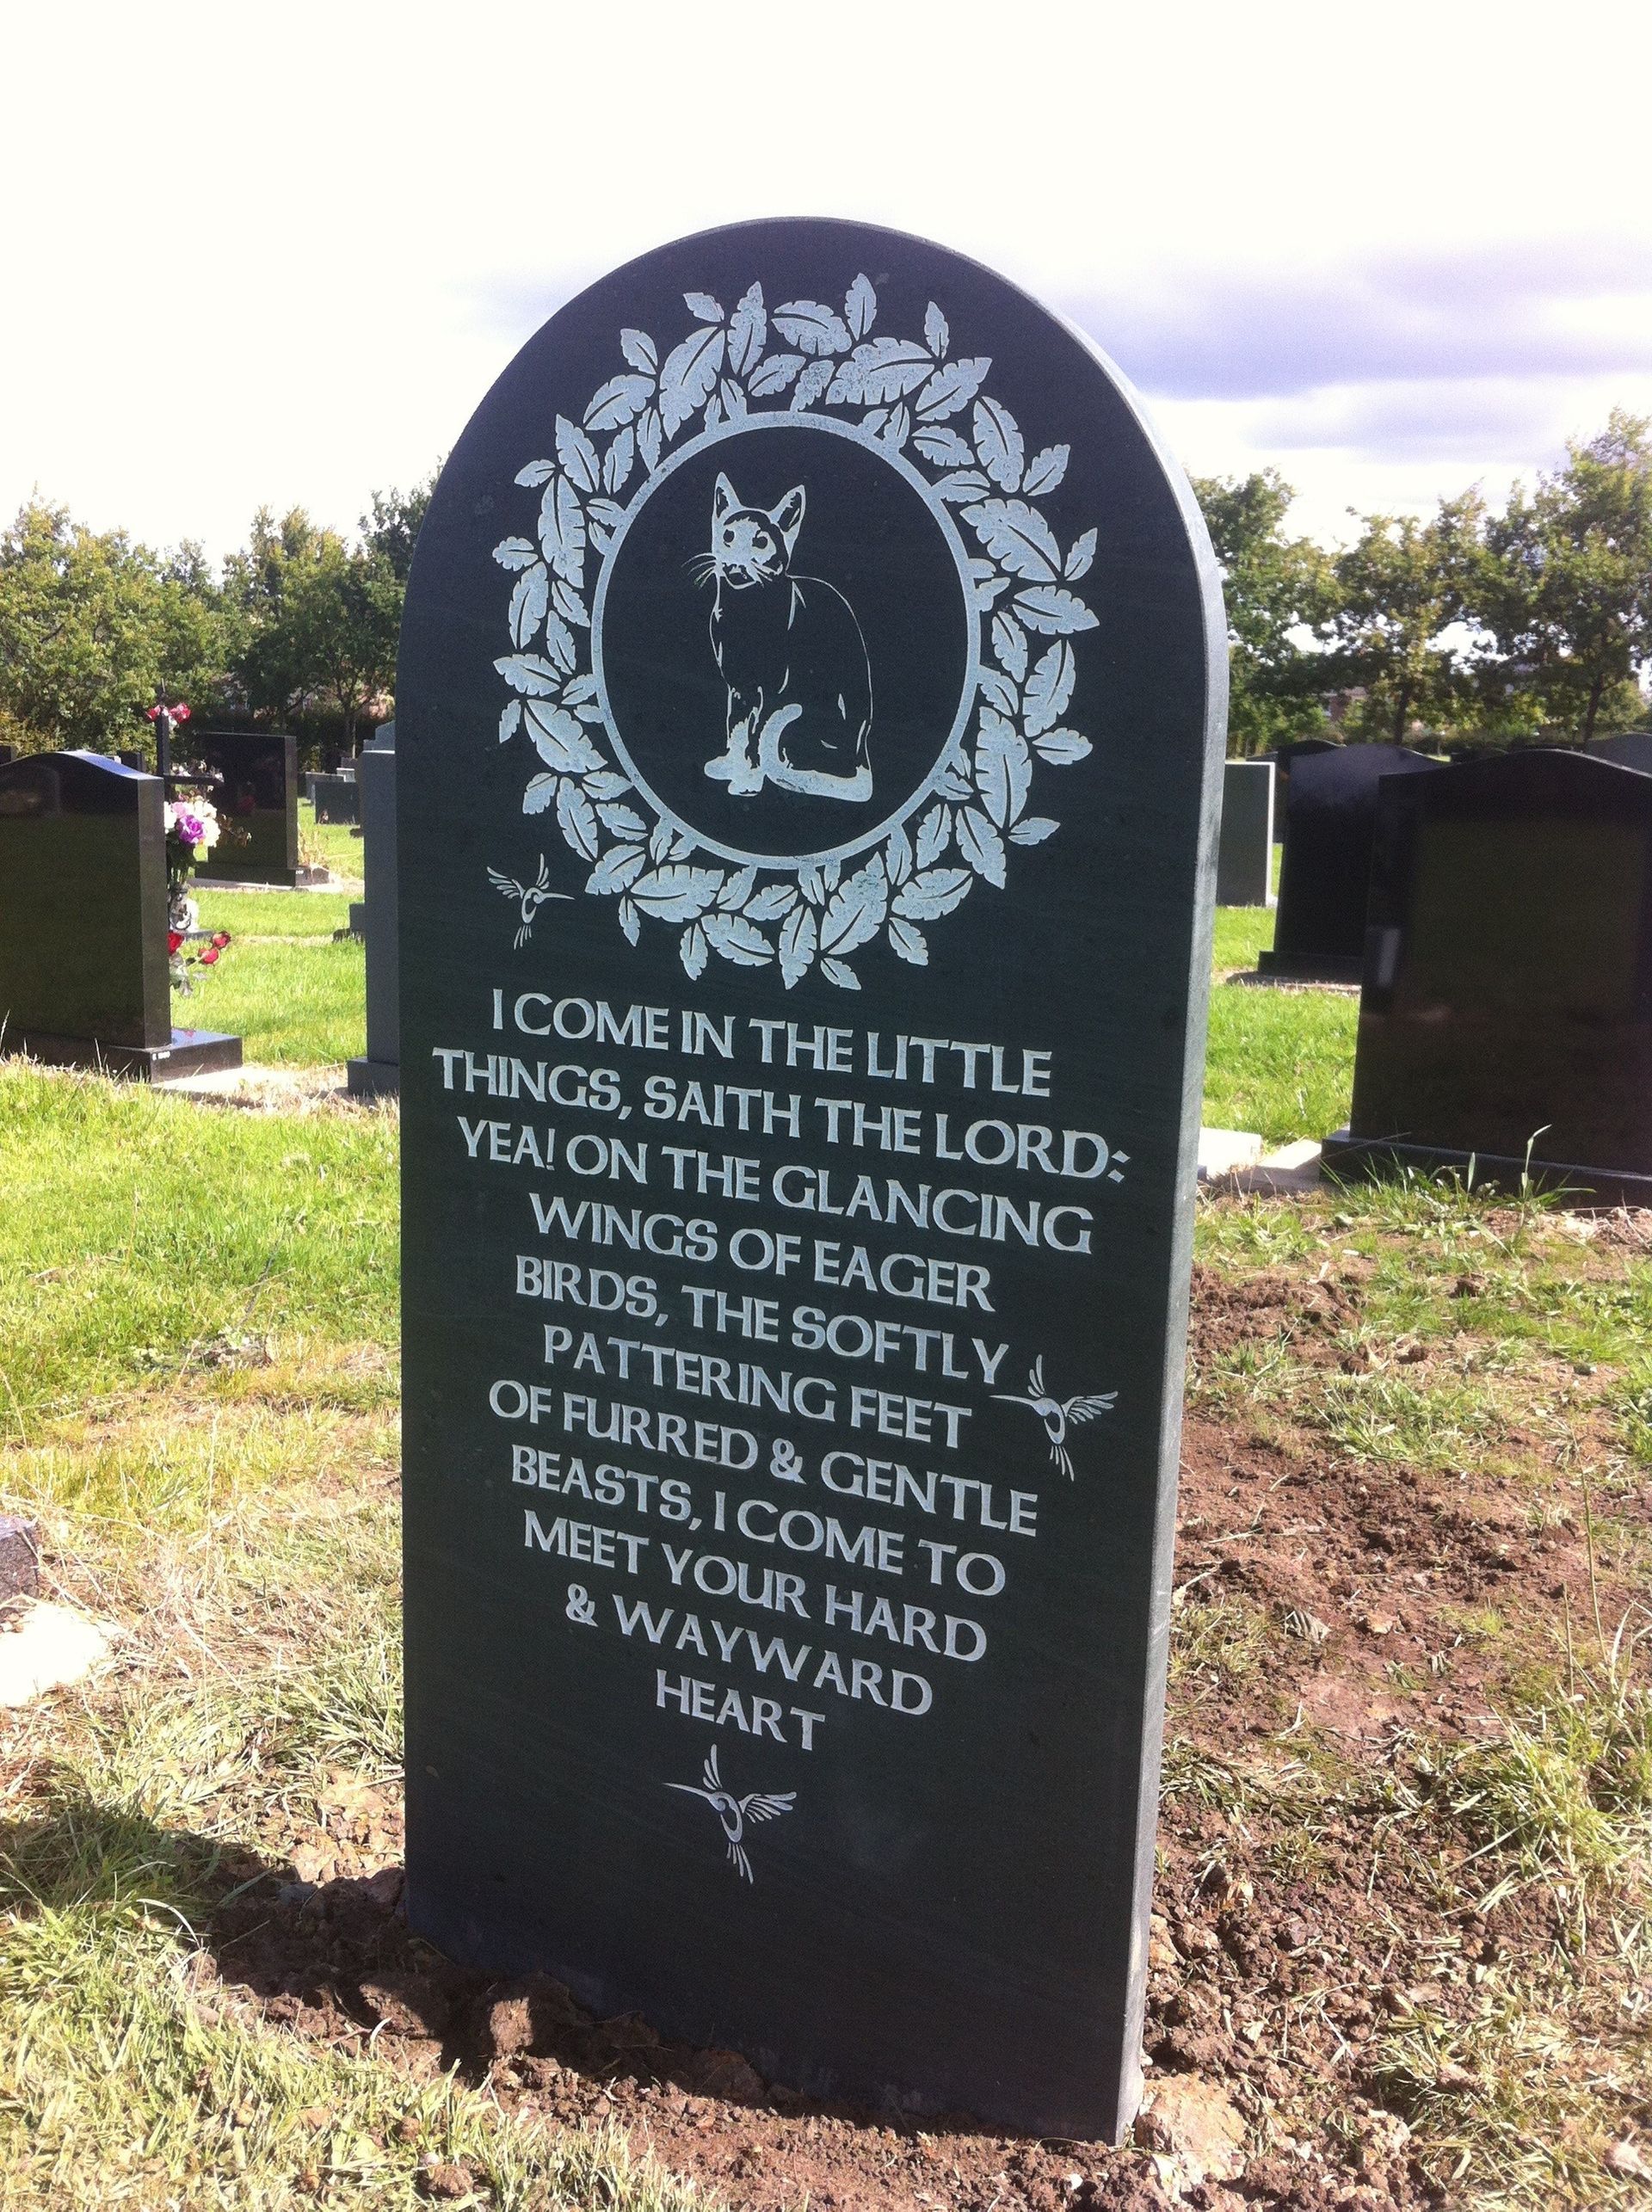 I COME IN THE LITTLE
THINGS, SAITH THE LORD:
YEA! ON THE GLANCING
WINGS OF EAGER
BIRDS, THE SOFTLY
PATTERING FEET
OF FURRED & GENTLE
BEASTS, I COME TO
MEET YOUR HARD
& WAYWARD
HEART